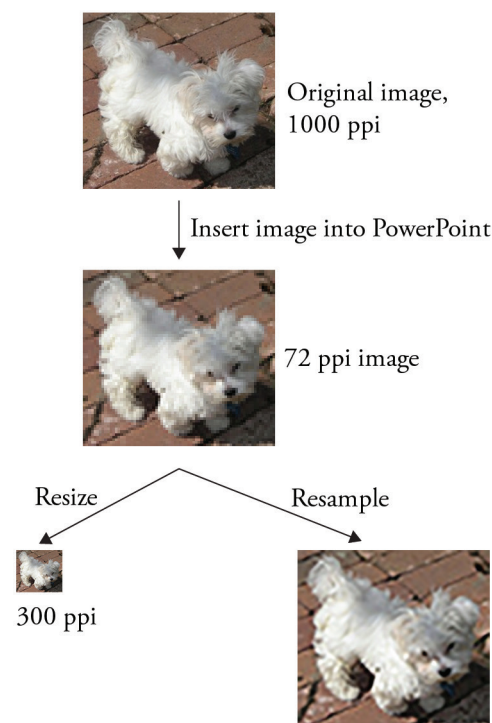 Original image,
1000 ppi
Insert image into PowerPoint
72 ppi image
Resize
Resample
300 ppi